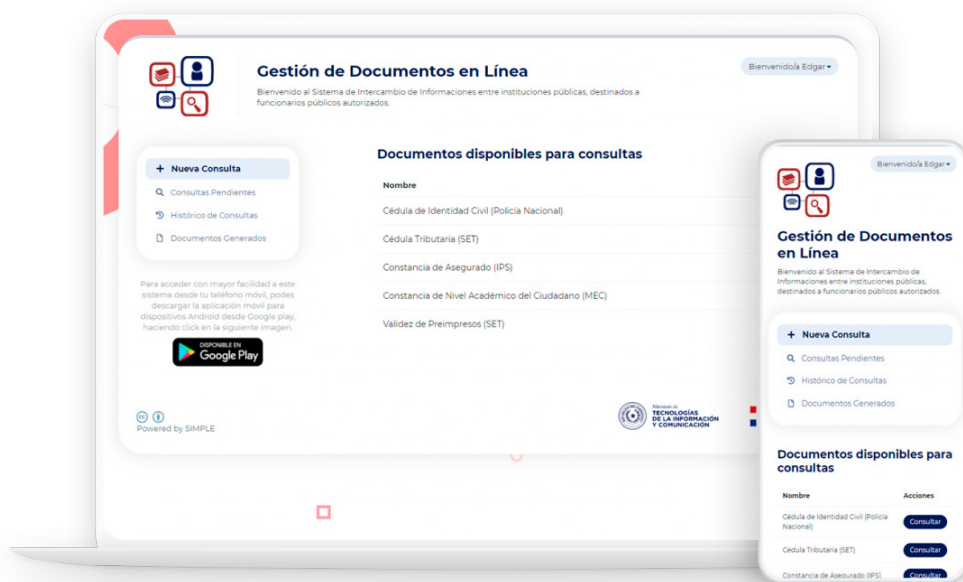 Gestión de Documentos en Línea
Bienvenido/a Edgar
Bienvenido al Sistema de Intercambio de Informaciones entre instituciones públicas, destinados a
funcionarios públicos autorizados.
+ Nueva Consulta
Consultas Pendientes
Histórico de Consultas
Documentos Generados
Para acceder con mayor facilidad a este
sistema desde tu teléfono móvil, podes
descargar la aplicación móvil para
dispositivos Android desde Google play,
haciendo click en la siguiente imagen.
DISPONIBLE EN
Google Play
Documentos disponibles para consultas
Nombre
Cédula de Identidad Civil (Policía Nacional)
Cédula Tributaria (SET)
Constancia de Asegurado (IPS)
Constancia de Nivel Académico del Ciudadano (MEC)
Validez de Preimpresos (SET)
cc
Powered by SIMPLE
Ministerio de
TECNOLOGÍAS
DE LA INFORMACIÓN
Y COMUNICACIÓN
Bienvenido/a Edgar
Gestión de Documentos
en Línea
Bienvenido al Sistema de Intercambio de
Informaciones entre instituciones públicas,
destinados a funcionarios públicos autorizados.
+ Nueva Consulta
Consultas Pendientes
Histórico de Consultas
Documentos Generados
Documentos disponibles para
consultas
Nombre Acciones
Cédula de Identidad Civil (Policía
Nacional) Consultar
Cédula Tributaria (SET) Consultar
Constancia de Asegurado (IPS) Consultar